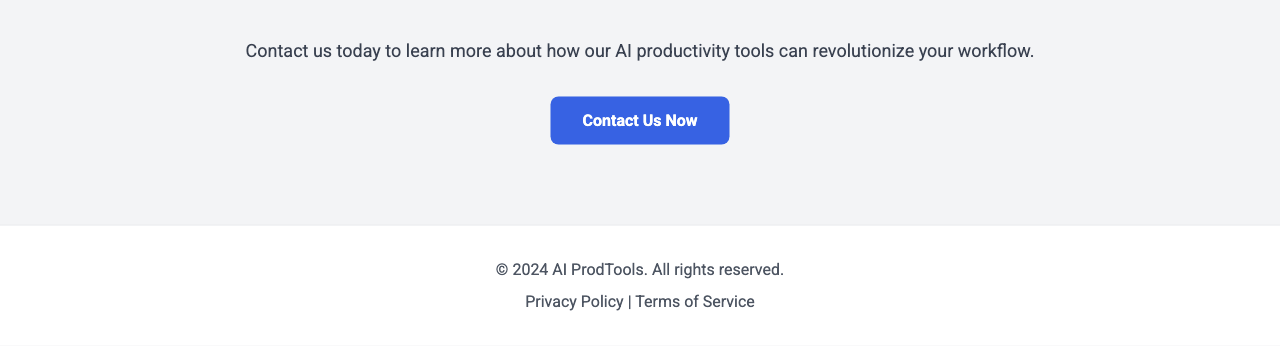 Contact us today to learn more about how our AI productivity tools can revolutionize your workflow.
Contact Us Now
© 2024 AI ProdTools. All rights reserved.
Privacy Policy | Terms of Service